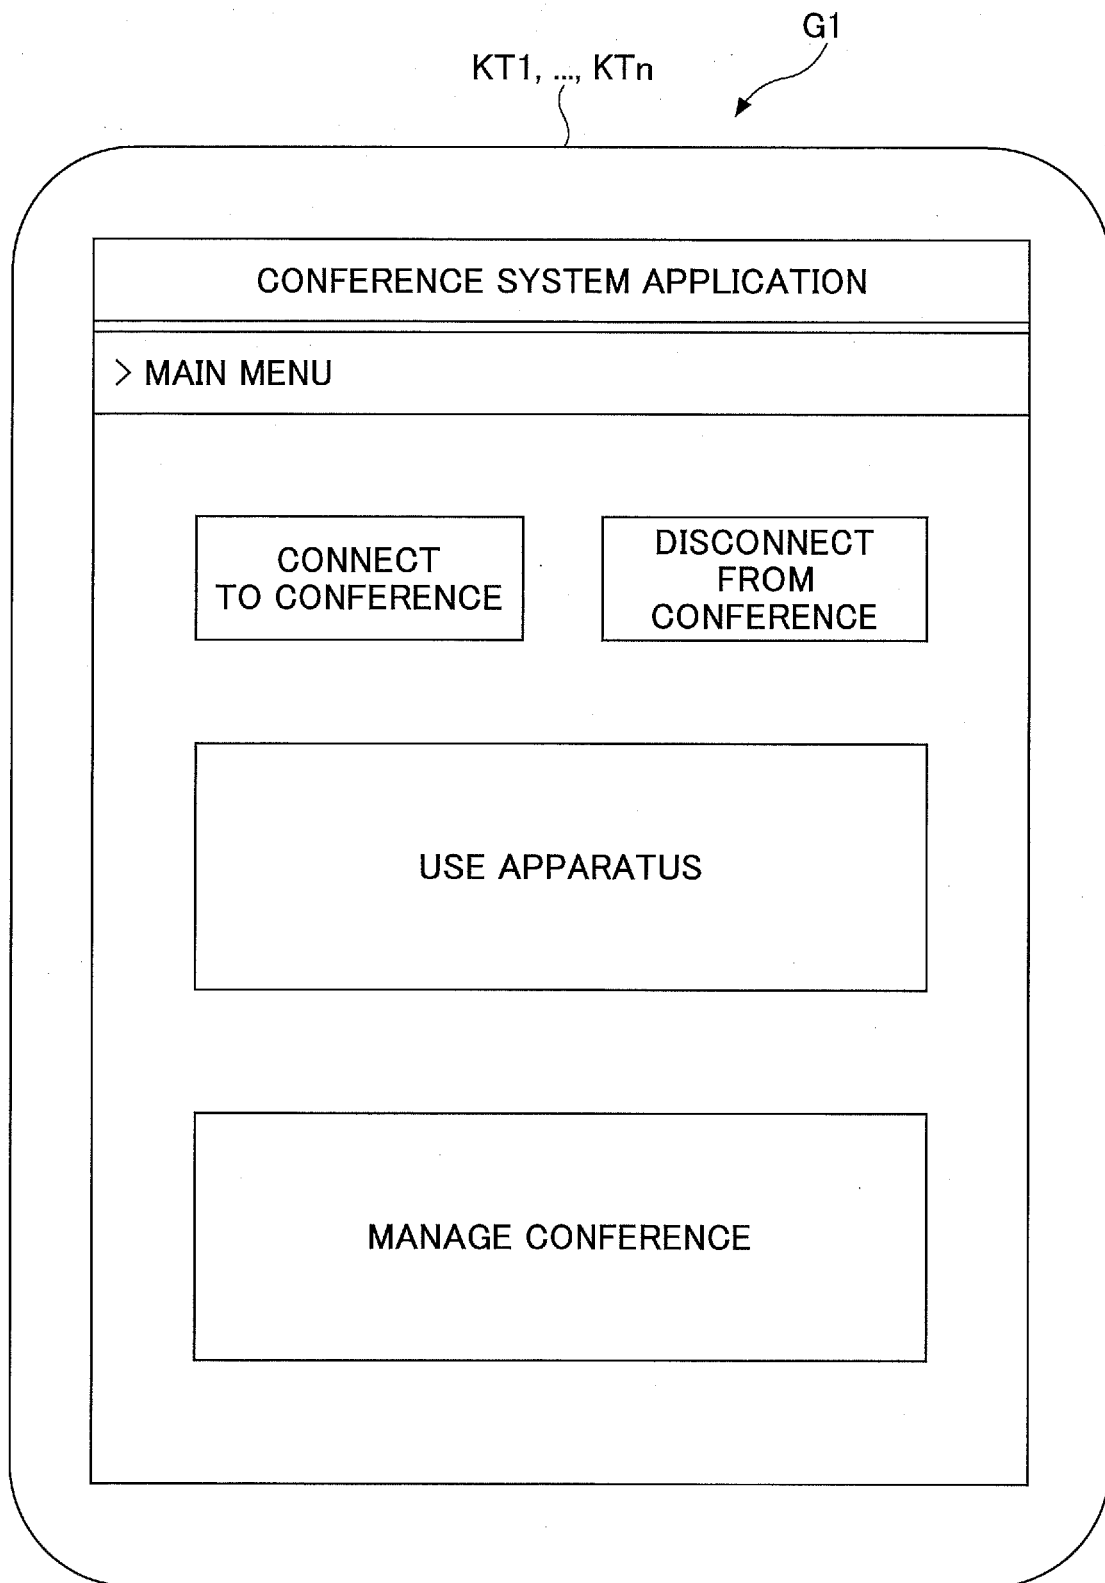 G1
KT1, ..., KTn
CONFERENCE SYSTEM APPLICATION
> MAIN MENU
CONNECT
TO CONFERENCE
DISCONNECT
FROM
CONFERENCE
USE APPARATUS
MANAGE CONFERENCE